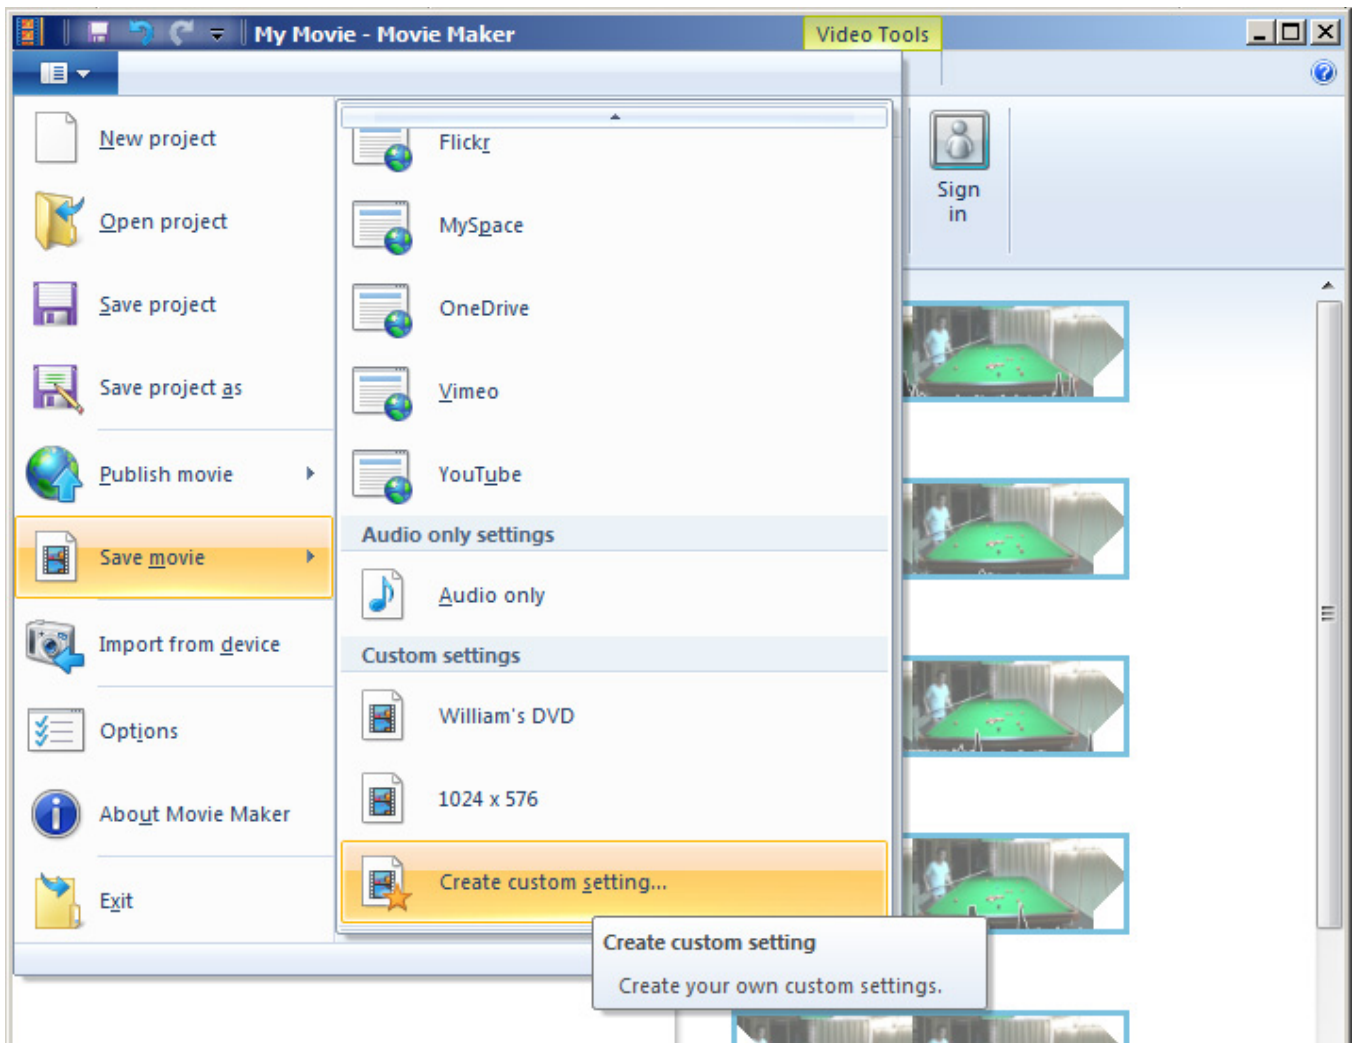 My Movie - Movie Maker
Video Tools
New project
Open project
Save project
Save project as
Publish movie
Save movie
Import from device
Options
About Movie Maker
Exit
Flickr
MySpace
OneDrive
Vimeo
YouTube
Audio only settings
Audio only
Custom settings
William's DVD
1024 x 576
Create custom setting...
Create custom setting
Create your own custom settings.
Sign
in